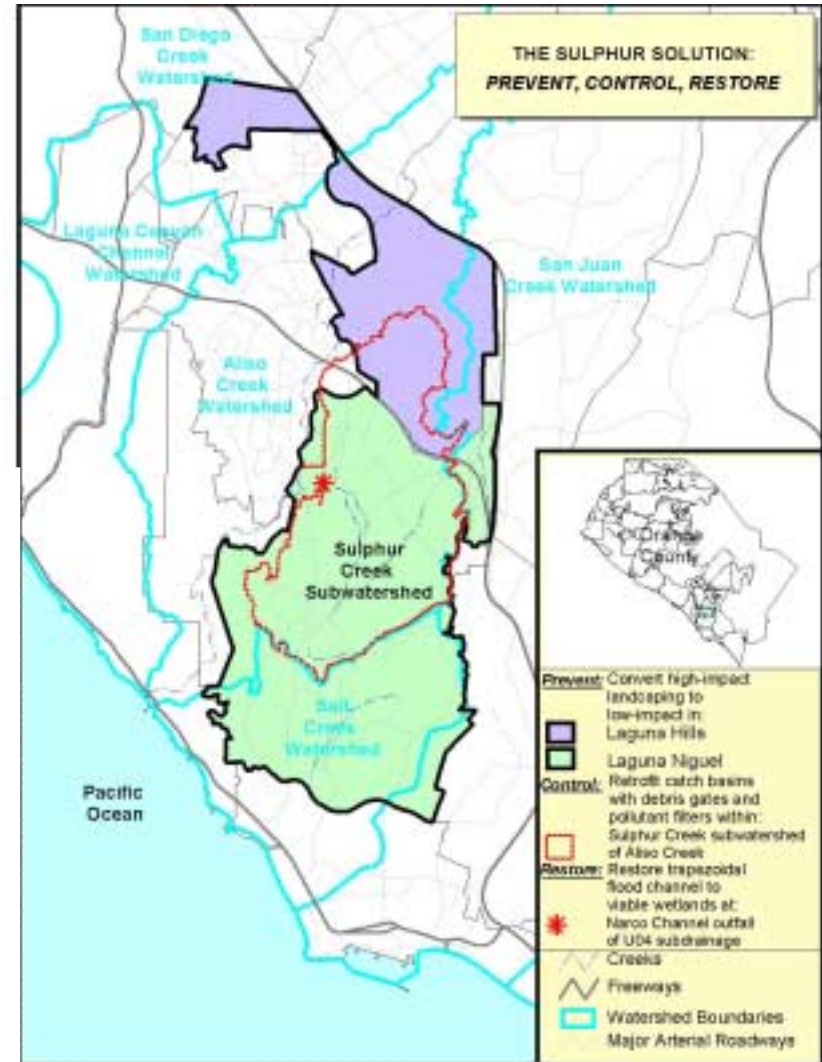 THE SULPHUR SOLUTION:
PREVENT, CONTROL, RESTORE
San Diego
Creek
Watershed
Laguna Canyon
Channel
Watershed
San Juan
Creek Watershed
Aliso
Creek
Watershed
Sulphur
Creek
Subwatershed
Salt
Creek
Watershed
Pacific
Ocean
Orange
County
Prevent: Convert high-impact
landscaping to
low-impact in:
Laguna Hills
Laguna Niguel
Control: Retrofit catch basins
with debris gates and
pollutant filters within:
Sulphur Creek subwatershed
of Aliso Creek
Restore: Restore trapazoidal
flood channel to
viable wetlands at:
Narco Channel outfall
of U04 subdrainage
Creeks
Freeways
Watershed Boundaries
Major Arterial Roadways